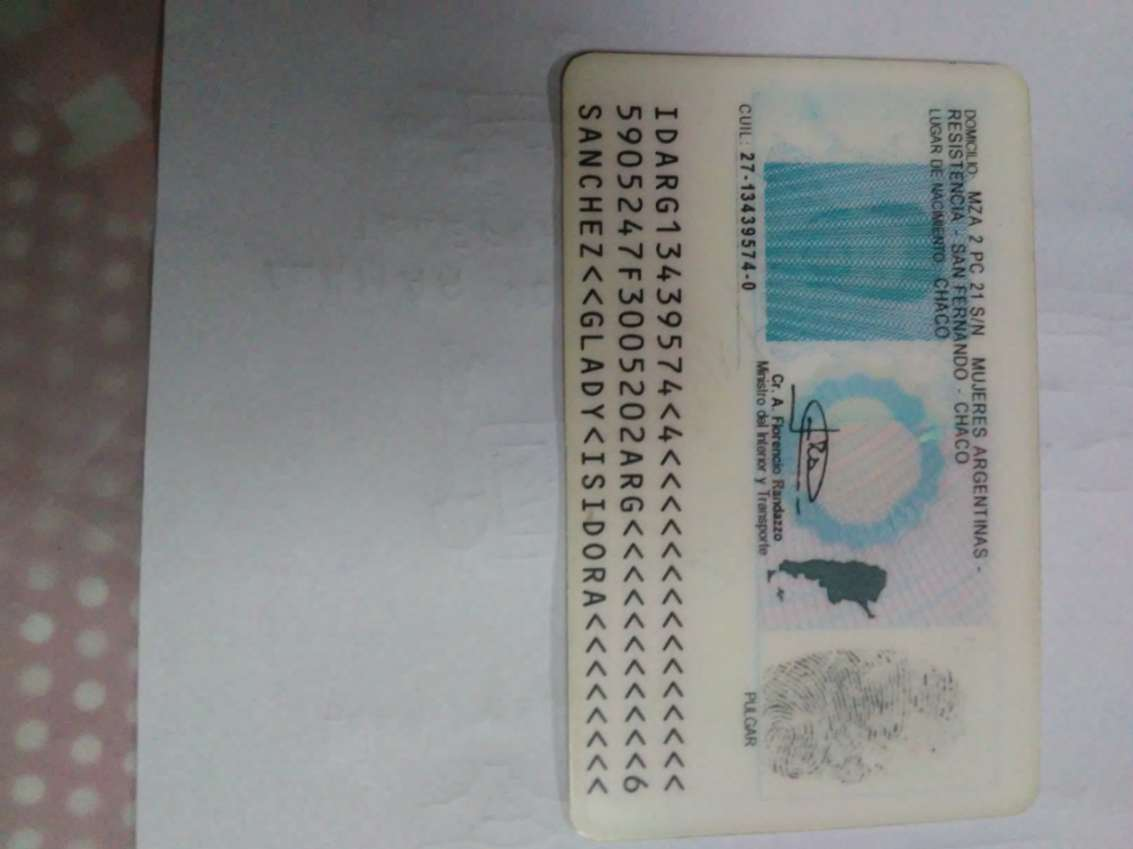 DOMICILIO: MZA 2 PC 21 S/N MUJERES ARGENTINAS -
RESISTENCIA - SAN FERNANDO - CHACO
LUGAR DE NACIMIENTO: CHACO
Cr. A. Florencio Randazzo
Ministro del Interior y Transporte
CUIL: 27-13439574-0
PULGAR
IDARG13439574<4<<<<<<<<<<<<<<<
5905247F3005202ARG<<<<<<<<<<<6
SANCHEZ<<GLADY<ISIDORA<<<<<<<<